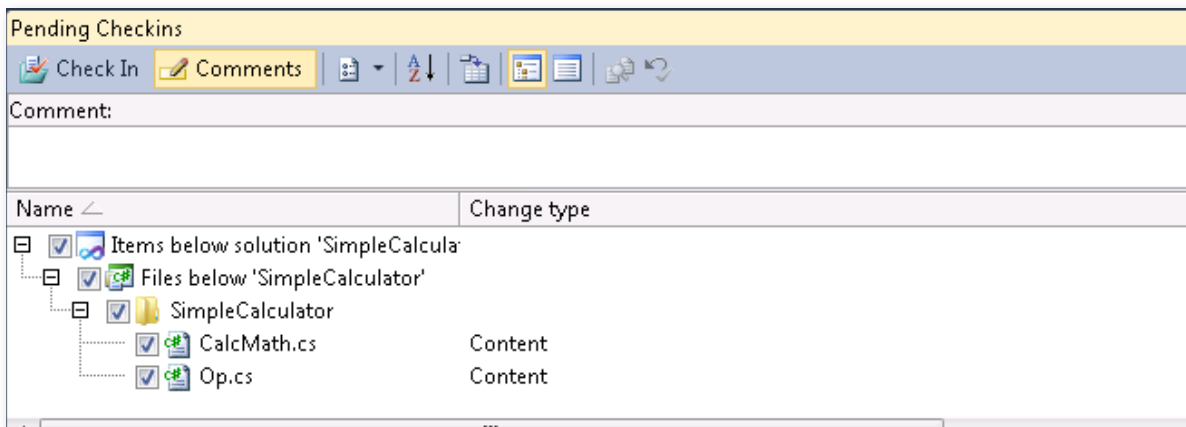 Pending Checkins
Check In Comments
Comment:
Name Change type
Items below solution 'SimpleCalcula
Files below 'SimpleCalculator'
SimpleCalculator
CalcMath.cs Content
Op.cs Content